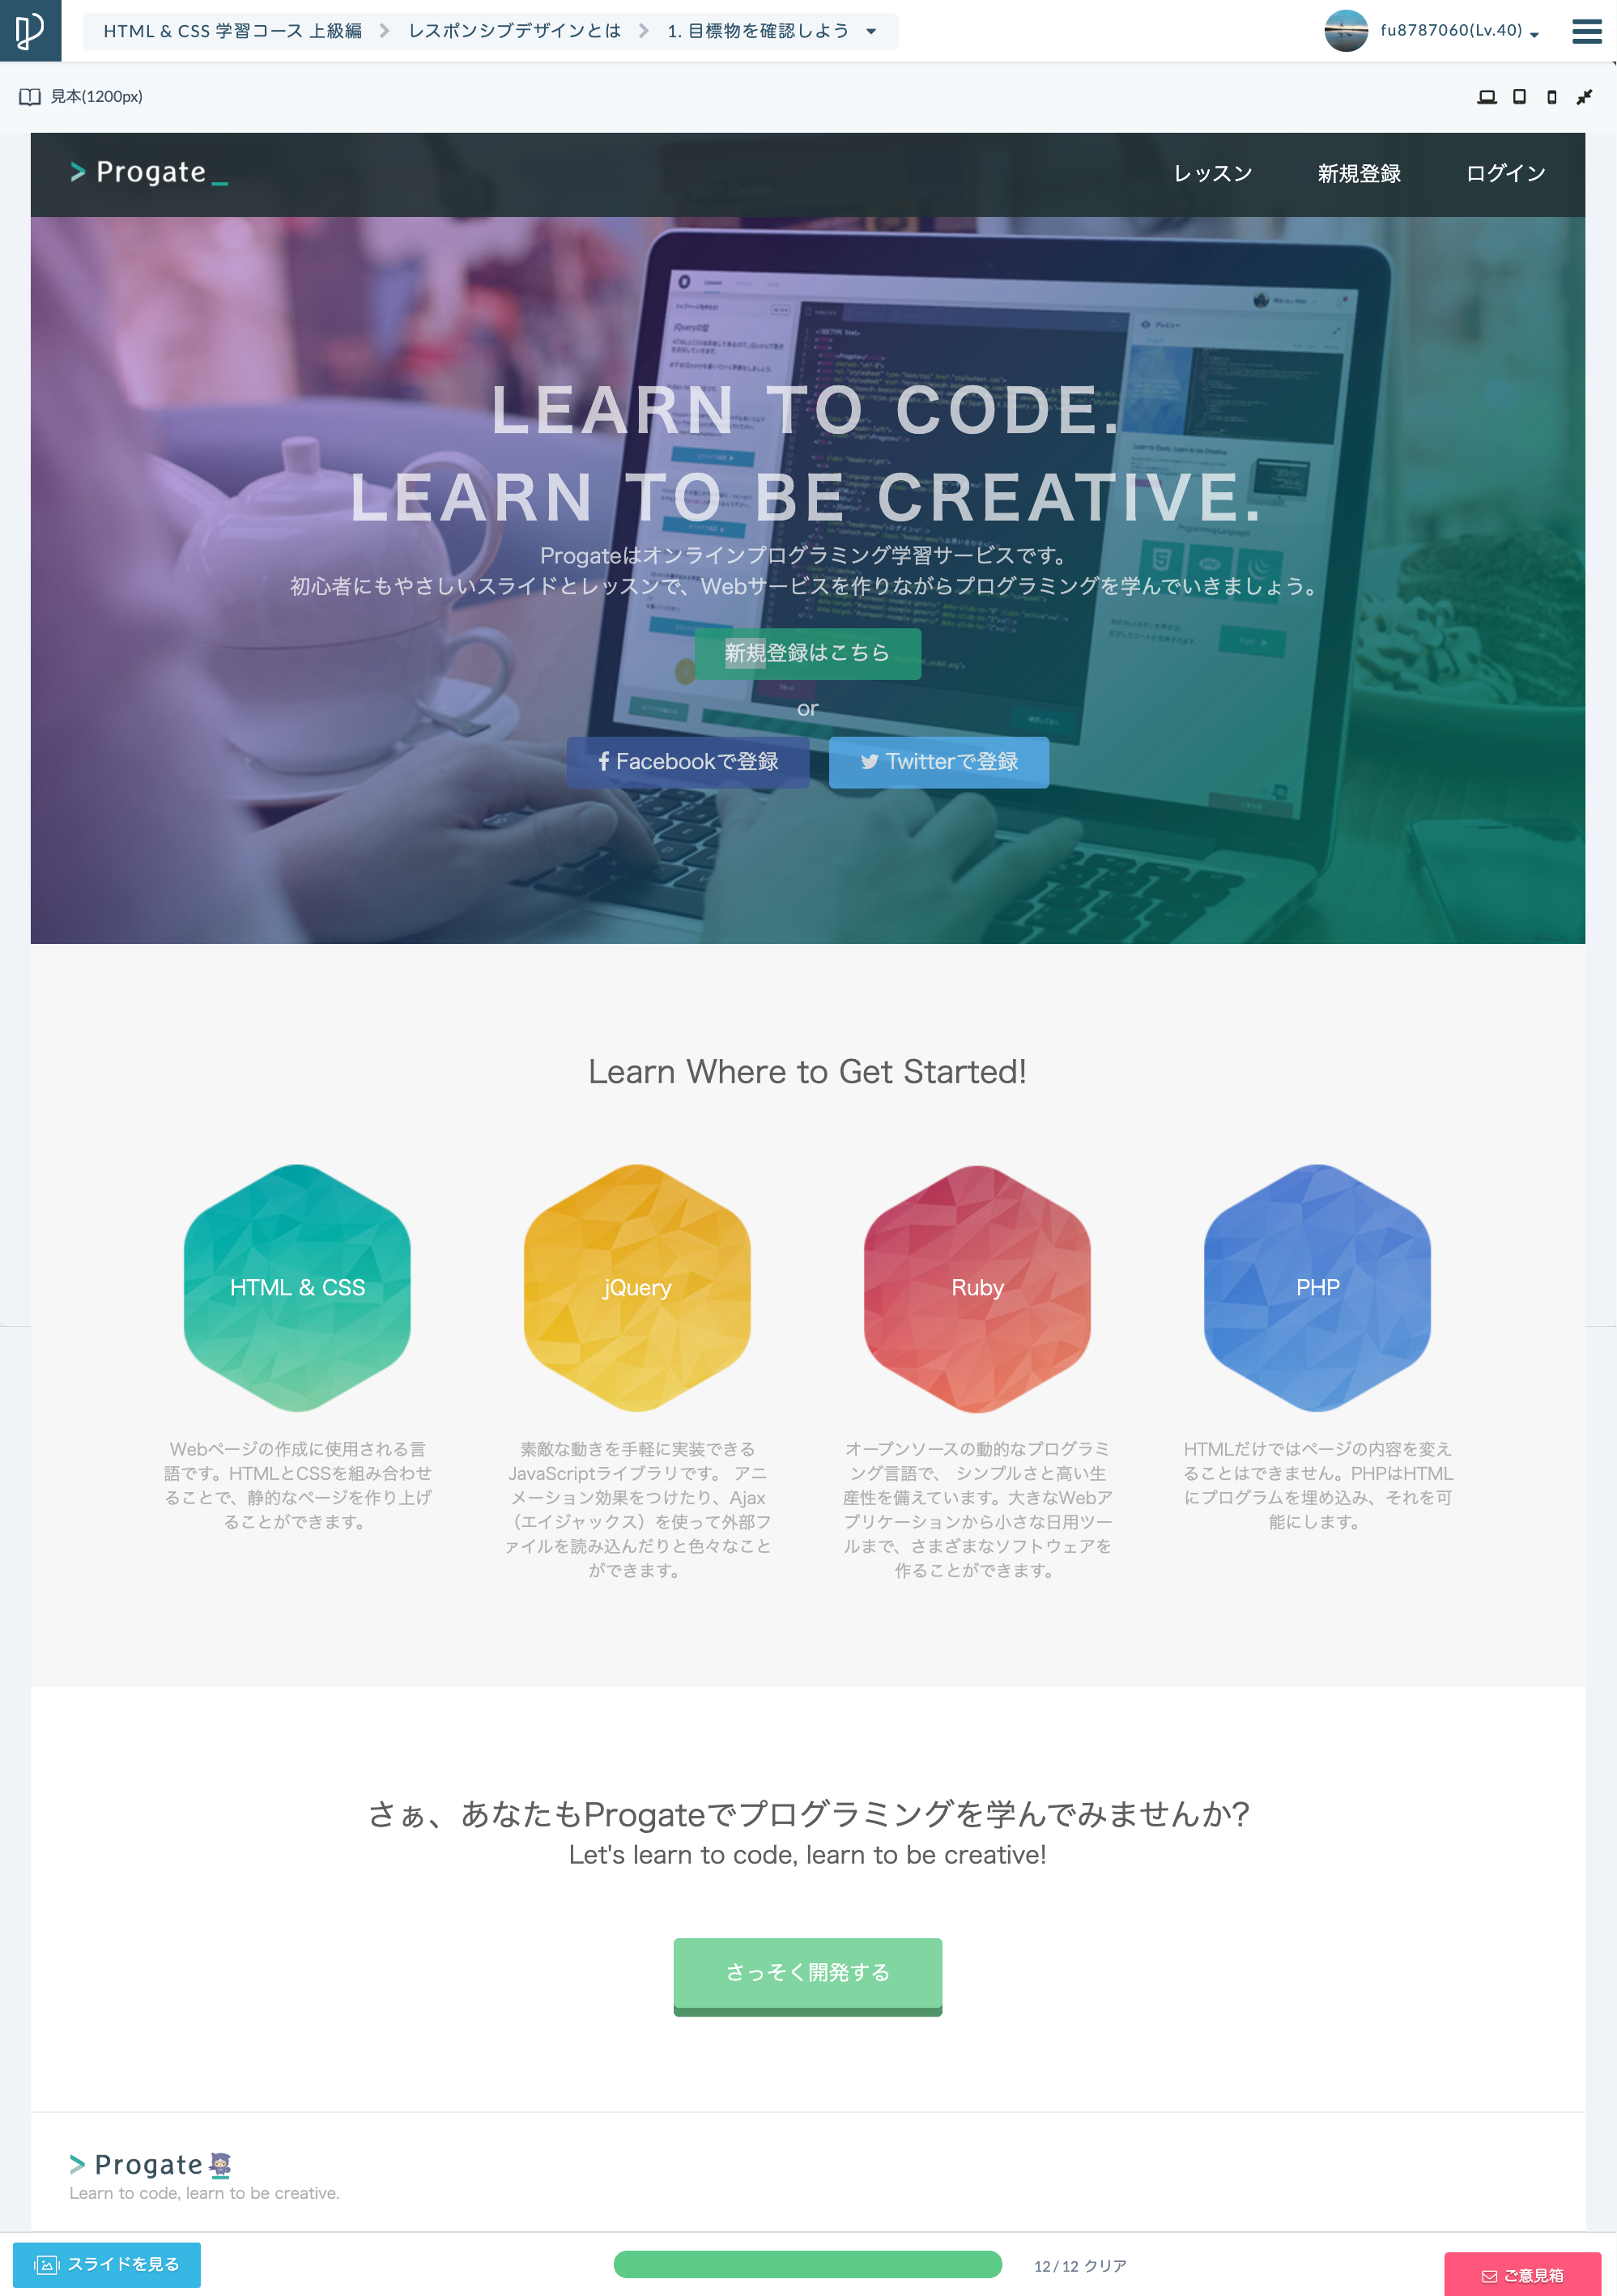 HTML & CSS 学習コース 上級編 レスポンシブデザインとは 1. 目標物を確認しよう
fu8787060(Lv.40)
見本(1200px)
Progate
レッスン 新規登録 ログイン
LEARN TO CODE.
LEARN TO BE CREATIVE.
Progateはオンラインプログラミング学習サービスです。
初心者にもやさしいスライドとレッスンで、Webサービスを作りながらプログラミングを学んでいきましょう。
新規登録はこちら
or
Facebookで登録 Twitterで登録
Learn Where to Get Started!
HTML & CSS
Webページの作成に使用される言
語です。HTMLとCSSを組み合わせ
ることで、静的なページを作り上げ
ることができます。
jQuery
素敵な動きを手軽に実装できる
JavaScriptライブラリです。 アニ
メーション効果をつけたり、Ajax
（エイジャックス）を使って外部フ
ァイルを読み込んだりと色々なこと
ができます。
Ruby
オープンソースの動的なプログラミ
ング言語で、 シンプルさと高い生
産性を備えています。大きなWebア
プリケーションから小さな日用ツー
ルまで、さまざまなソフトウェアを
作ることができます。
PHP
HTMLだけではページの内容を変え
ることはできません。PHPはHTML
にプログラムを埋め込み、それを可
能にします。
さぁ、あなたもProgateでプログラミングを学んでみませんか?
Let's learn to code, learn to be creative!
さっそく開発する
Progate
Learn to code, learn to be creative.
スライドを見る
12/12 クリア
ご意見箱